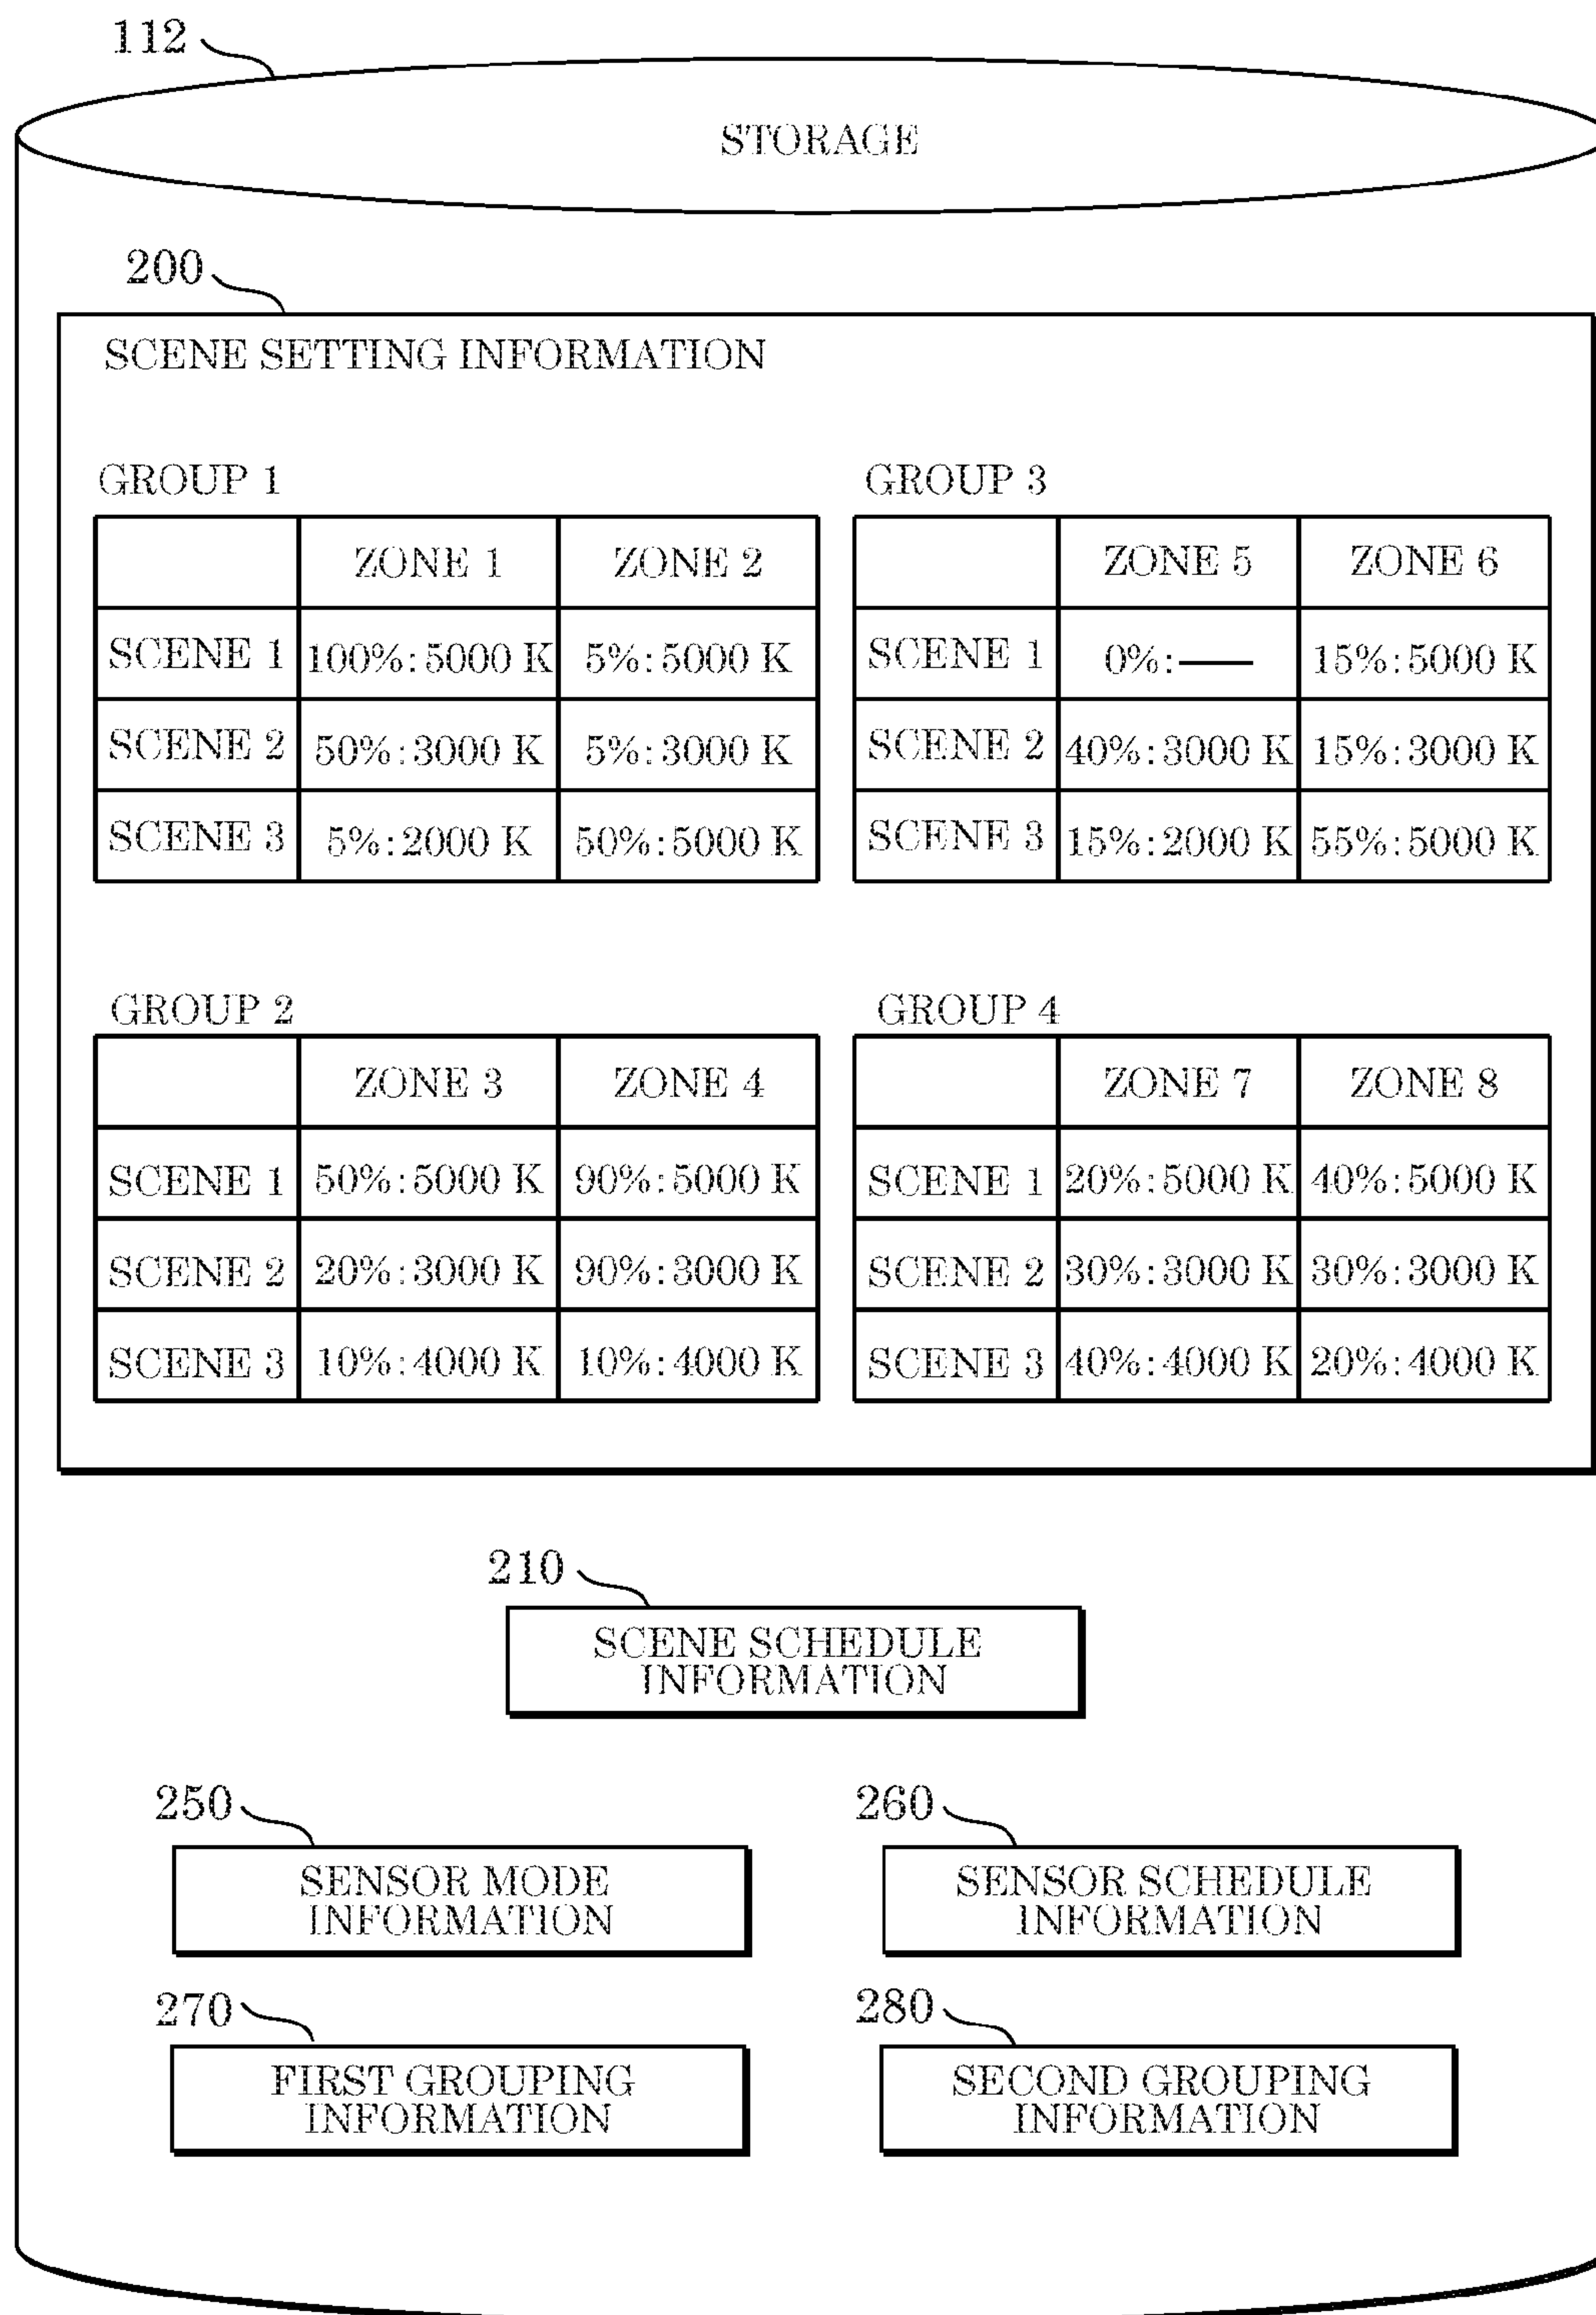 112
STORAGE
200
SCENE SETTING INFORMATION
GROUP 1
ZONE 1 ZONE 2
SCENE 1 100%:5000 K 5%:5000 K
SCENE 2 50%:3000 K 5%:3000 K
SCENE 3 5%:2000 K 50%:5000 K
GROUP 3
ZONE 5 ZONE 6
SCENE 1 0%:— 15%:5000 K
SCENE 2 40%:3000 K 15%:3000 K
SCENE 3 15%:2000 K 55%:5000 K
GROUP 2
ZONE 3 ZONE 4
SCENE 1 50%:5000 K 90%:5000 K
SCENE 2 20%:3000 K 90%:3000 K
SCENE 3 10%:4000 K 10%:4000 K
GROUP 4
ZONE 7 ZONE 8
SCENE 1 20%:5000 K 40%:5000 K
SCENE 2 30%:3000 K 30%:3000 K
SCENE 3 40%:4000 K 20%:4000 K
210
SCENE SCHEDULE
INFORMATION
250
SENSOR MODE
INFORMATION
260
SENSOR SCHEDULE
INFORMATION
270
FIRST GROUPING
INFORMATION
280
SECOND GROUPING
INFORMATION